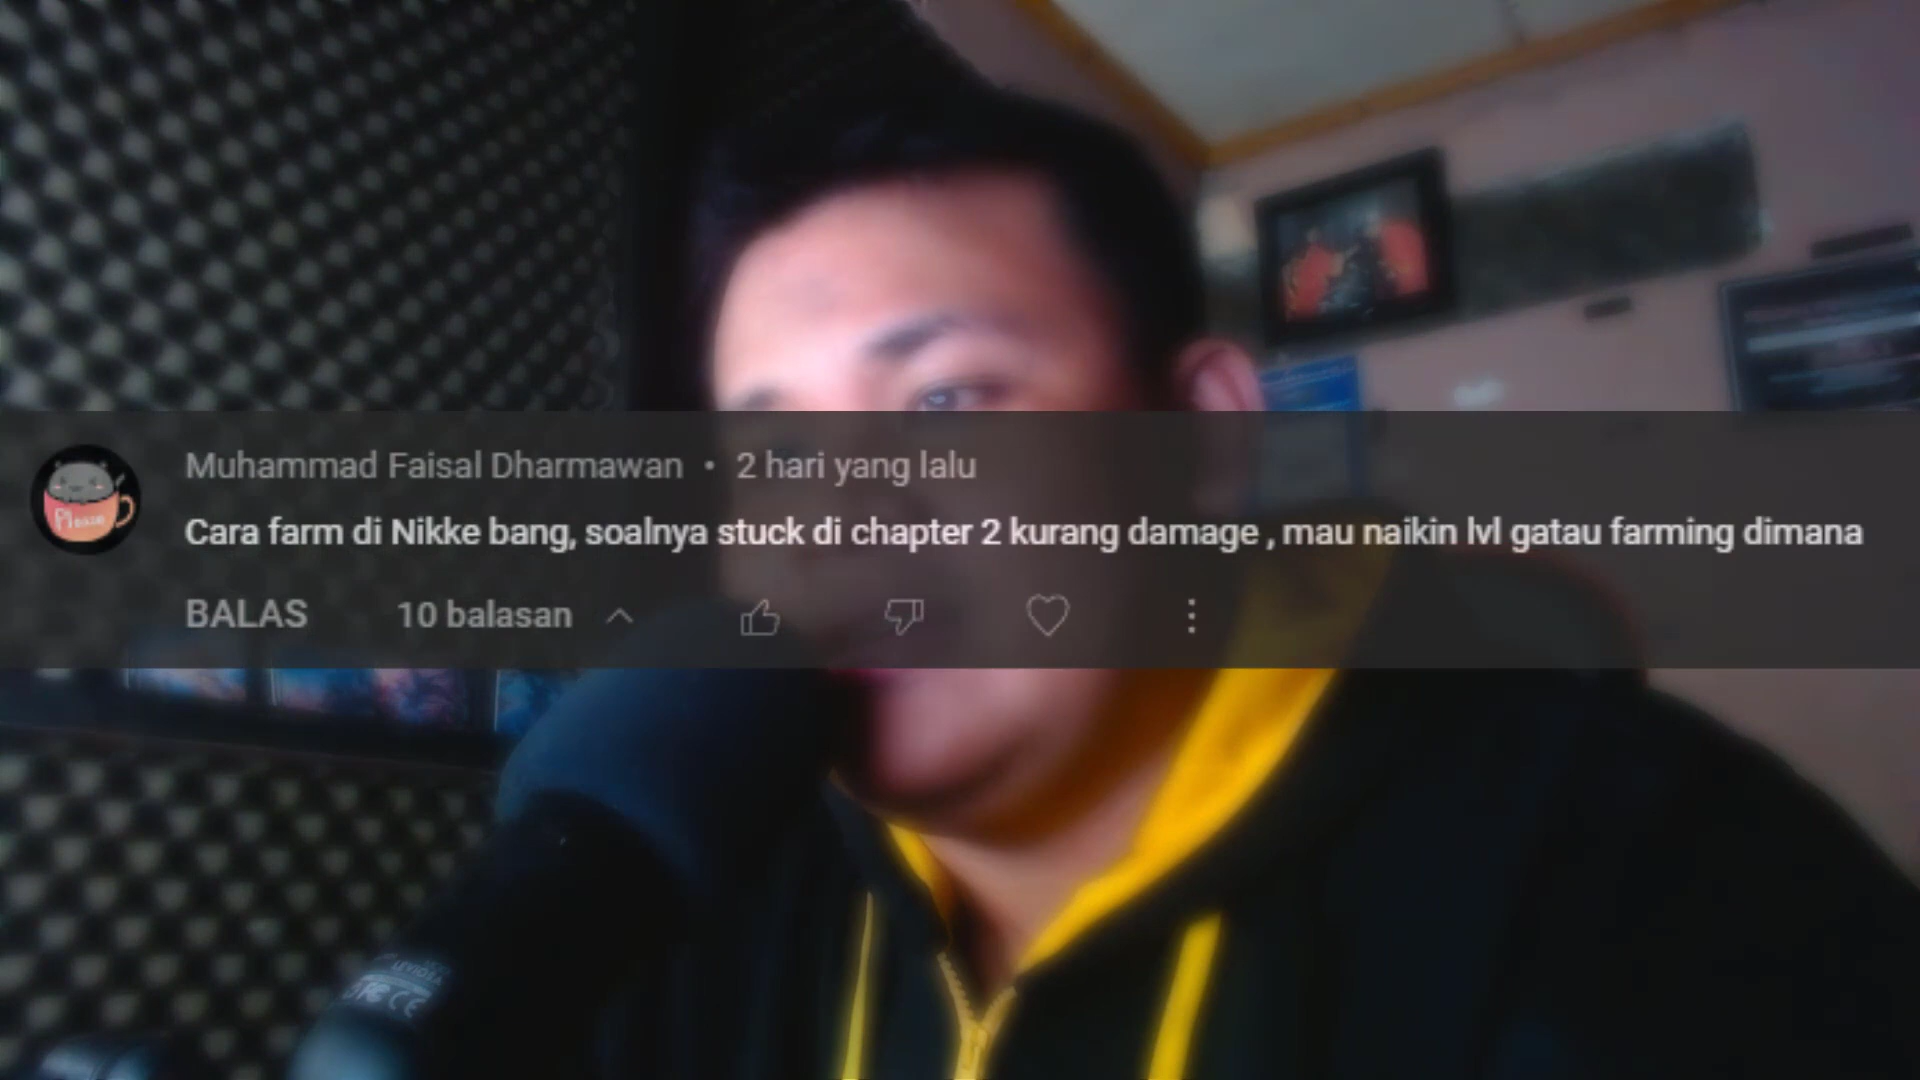 Muhammad Faisal Dharmawan • 2 hari yang lalu
Cara farm di Nikke bang, soalnya stuck di chapter 2 kurang damage , mau naikin lvl gatau farming dimana
BALAS 10 balasan